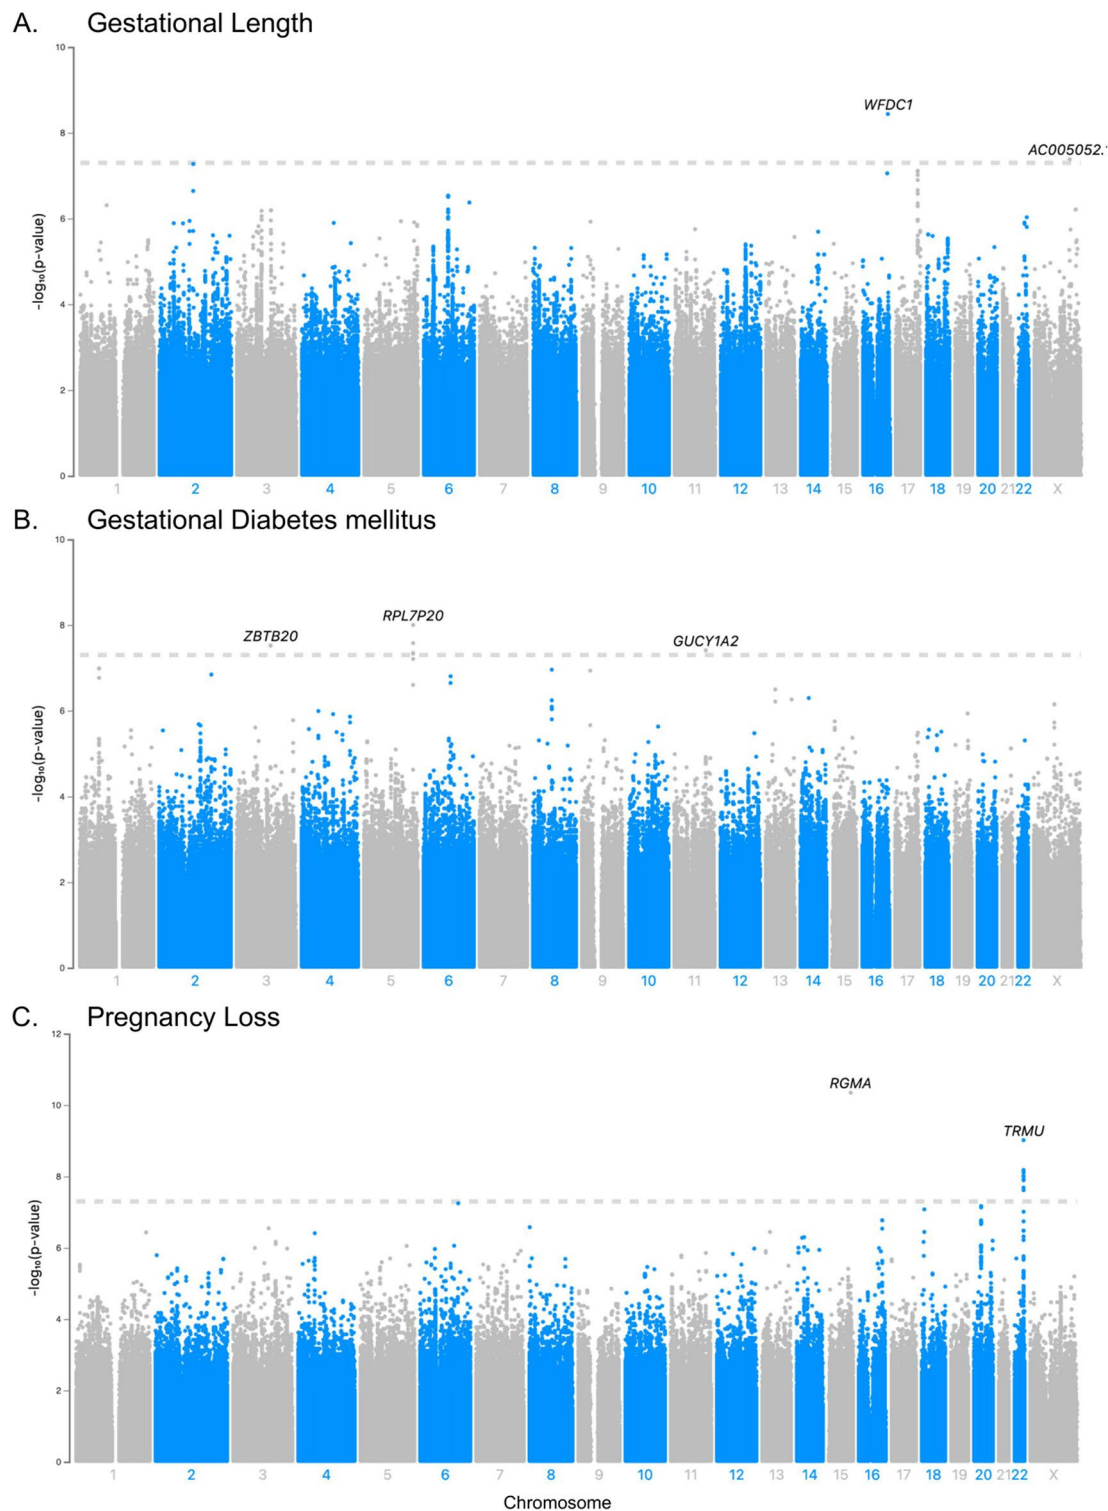 A. Gestational Length
10
WFDC1
8
AC005052.
6
-log₁₀(p-value)
4
2
0
1 2 3 4 5 6 7 8 9 10 11 12 13 14 15 16 17 18 19 20 21 22 X
B. Gestational Diabetes mellitus
10
8
RPL7P20
ZBTB20
GUCY1A2
6
-log₁₀(p-value)
4
2
0
1 2 3 4 5 6 7 8 9 10 11 12 13 14 15 16 17 18 19 20 21 22 X
C. Pregnancy Loss
12
RGMA
10
TRMU
8
6
-log₁₀(p-value)
4
2
0
1 2 3 4 5 6 7 8 9 10 11 12 13 14 15 16 17 18 19 20 21 22 X
Chromosome